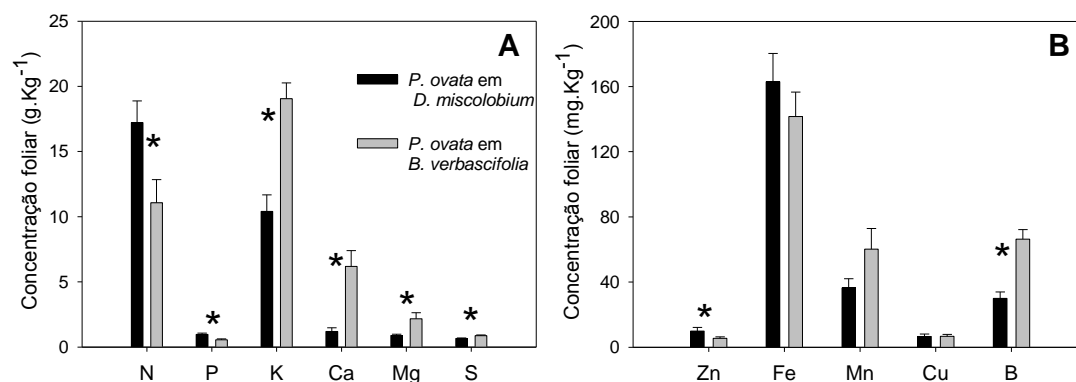 A
Concentração foliar (g.Kg⁻¹)
25
20
15
10
5
0
P. ovata em
D. miscolobium
P. ovata em
B. verbascifolia
*
*
*
*
*
*
N P K Ca Mg S
B
Concentração foliar (mg.Kg⁻¹)
200
160
120
80
40
0
*
*
Zn Fe Mn Cu B